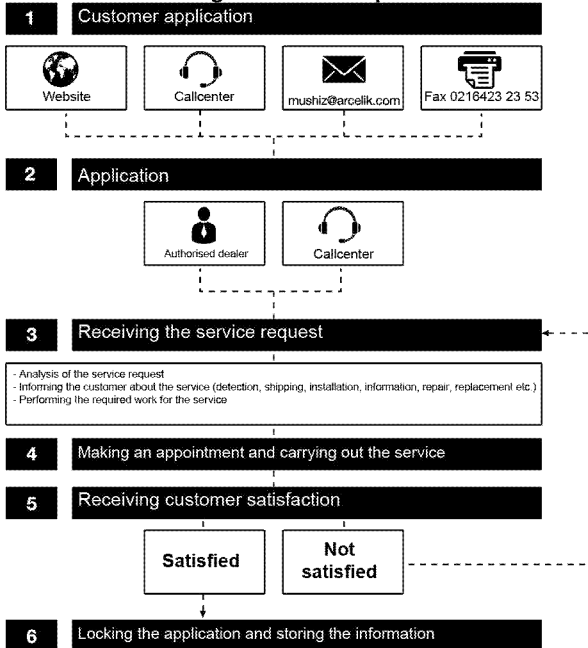 1 Customer application
Website
Callcenter
mushiz@arcelik.com
Fax 0216423 23 53
2 Application
Authorised dealer
Callcenter
3 Receiving the service request
- Analysis of the service request
- Informing the customer about the service (detection, shipping, installation, information, repair, replacement etc.)
- Performing the required work for the service
4 Making an appointment and carrying out the service
5 Receiving customer satisfaction
Satisfied
Not
satisfied
6 Locking the application and storing the information